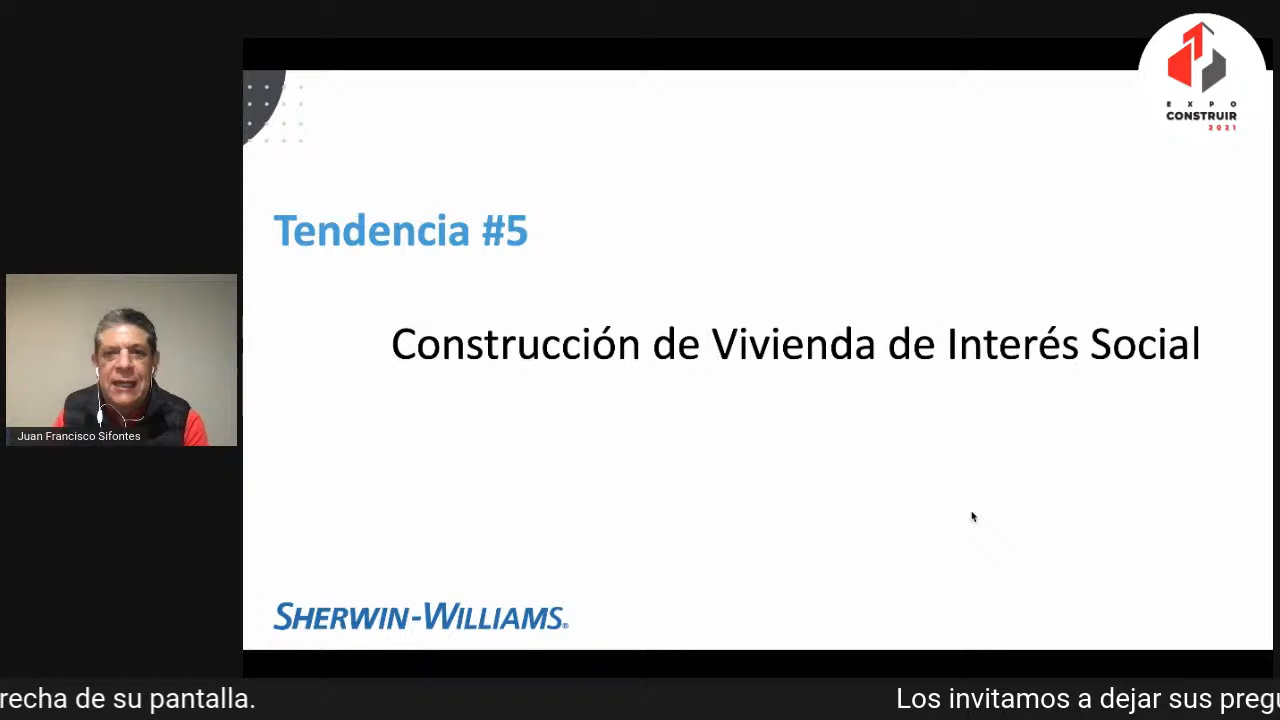 EXPO
CONSTRUIR
2021
Tendencia #5
Construcción de Vivienda de Interés Social
Juan Francisco Sifontes
SHERWIN-WILLIAMS®
recha de su pantalla.
Los invitamos a dejar sus pregu